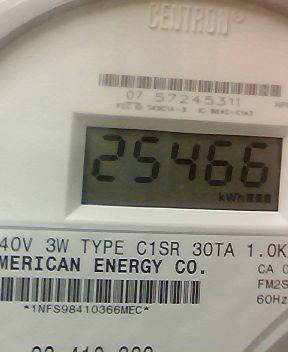 CENTRON®
07 57245311
25466
kWh
40V 3W TYPE C1SR 30TA 1.0K
MERICAN ENERGY CO.
CA 0
FM2S
60Hz
*1NFS98410366MEC*